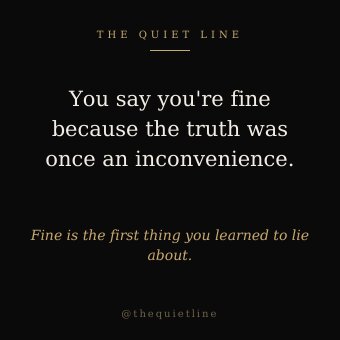 THE QUIET LINE
You say you're fine
because the truth was
once an inconvenience.
Fine is the first thing you learned to lie
about.
@thequietline